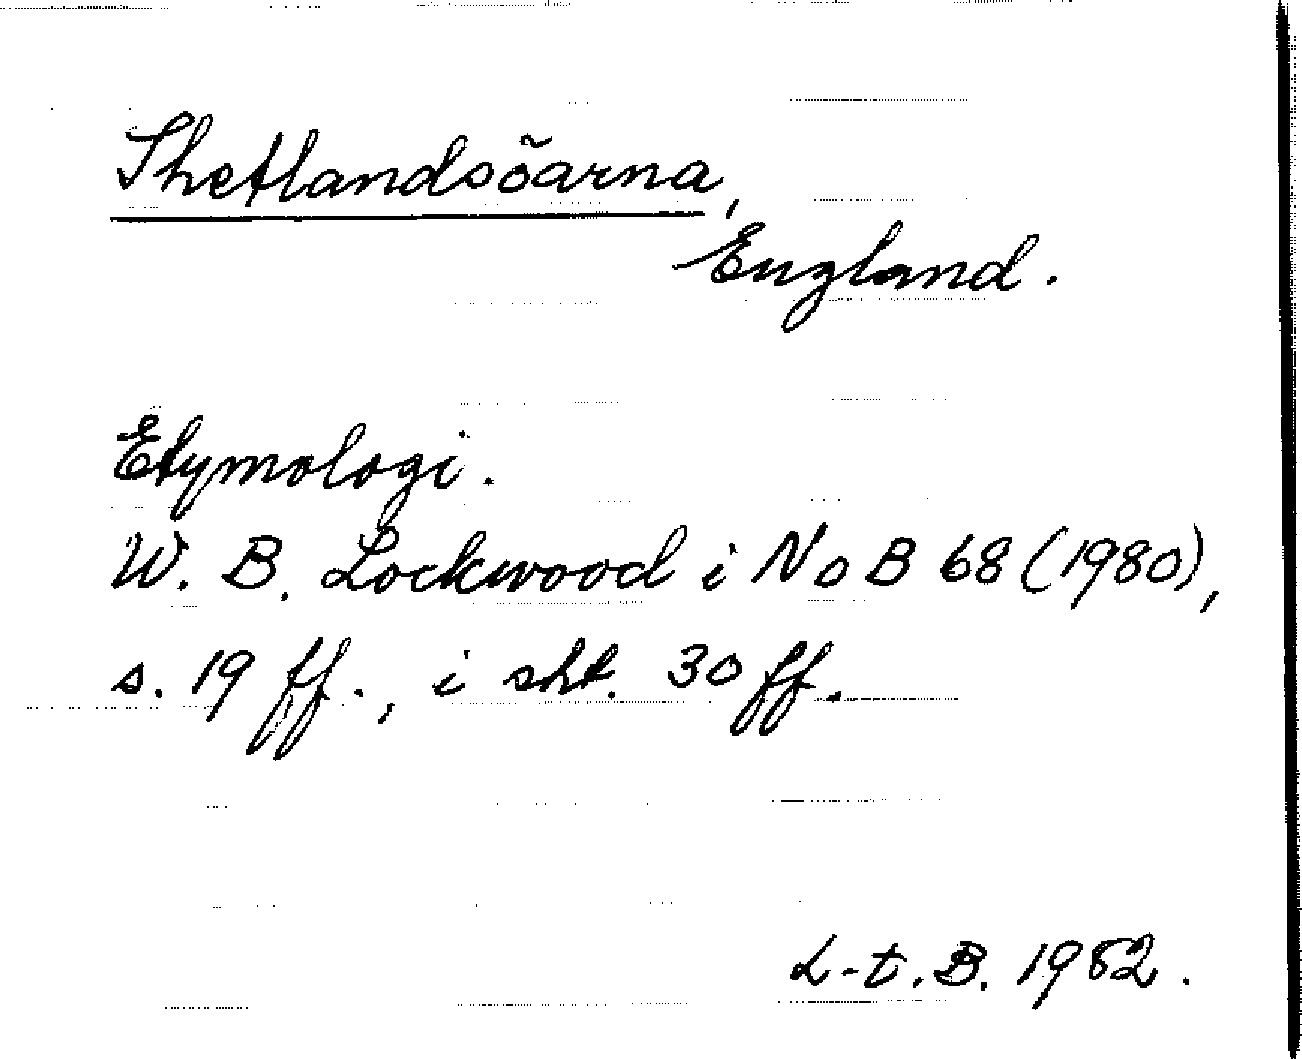 Shetlandsöarna,
England.
Etymologi.
W. B. Lockwood i NoB 68 (1980),
s. 19 ff., i sht. 30 ff.
L-t. B. 1982.